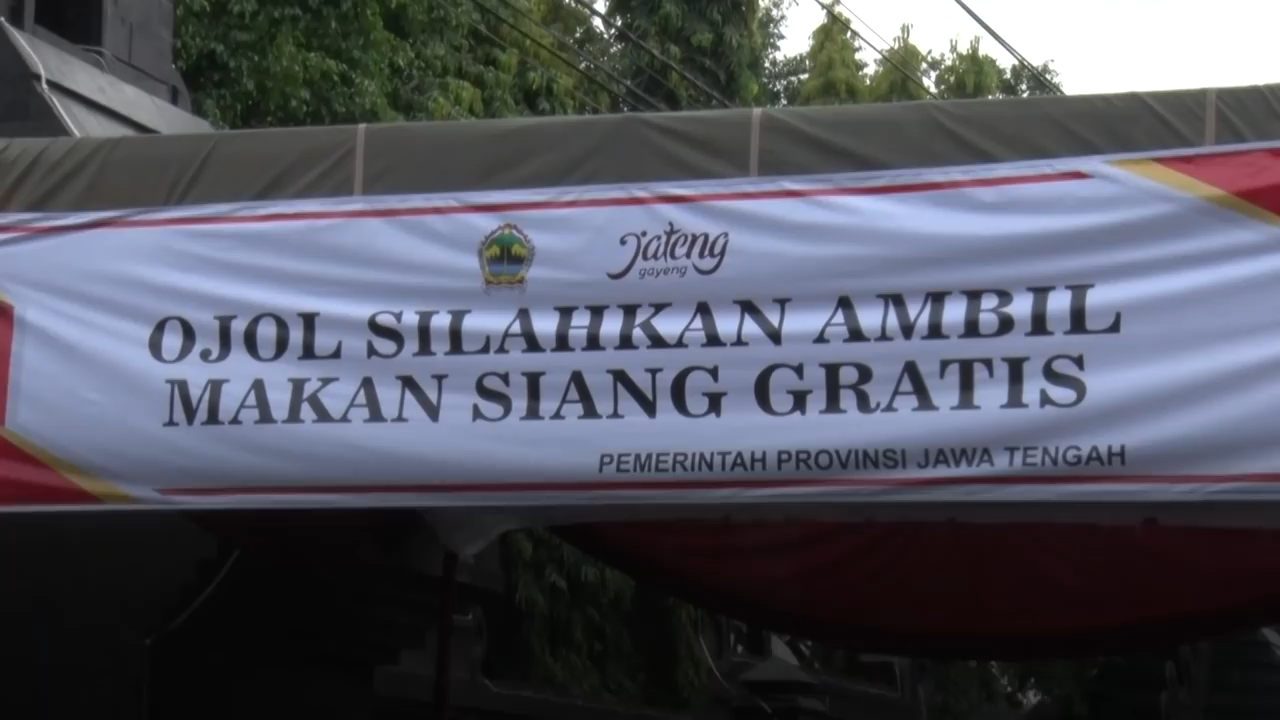 jateng
gayeng
OJOL SILAHKAN AMBIL
MAKAN SIANG GRATIS
PEMERINTAH PROVINSI JAWA TENGAH